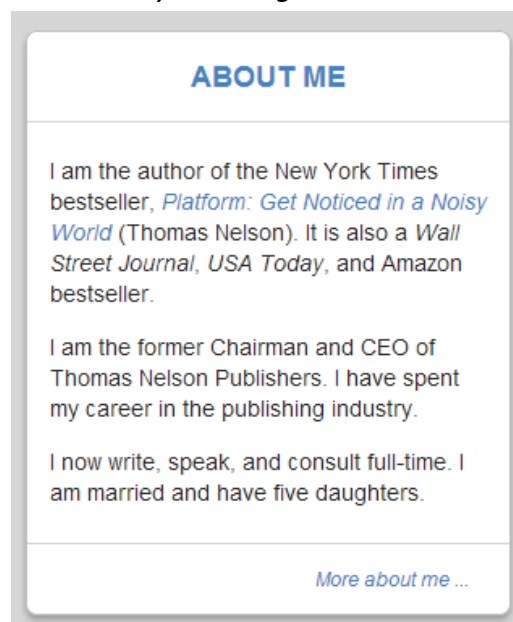 ABOUT ME
I am the author of the New York Times
bestseller, Platform: Get Noticed in a Noisy
World (Thomas Nelson). It is also a Wall
Street Journal, USA Today, and Amazon
bestseller.
I am the former Chairman and CEO of
Thomas Nelson Publishers. I have spent
my career in the publishing industry.
I now write, speak, and consult full-time. I
am married and have five daughters.
More about me ...